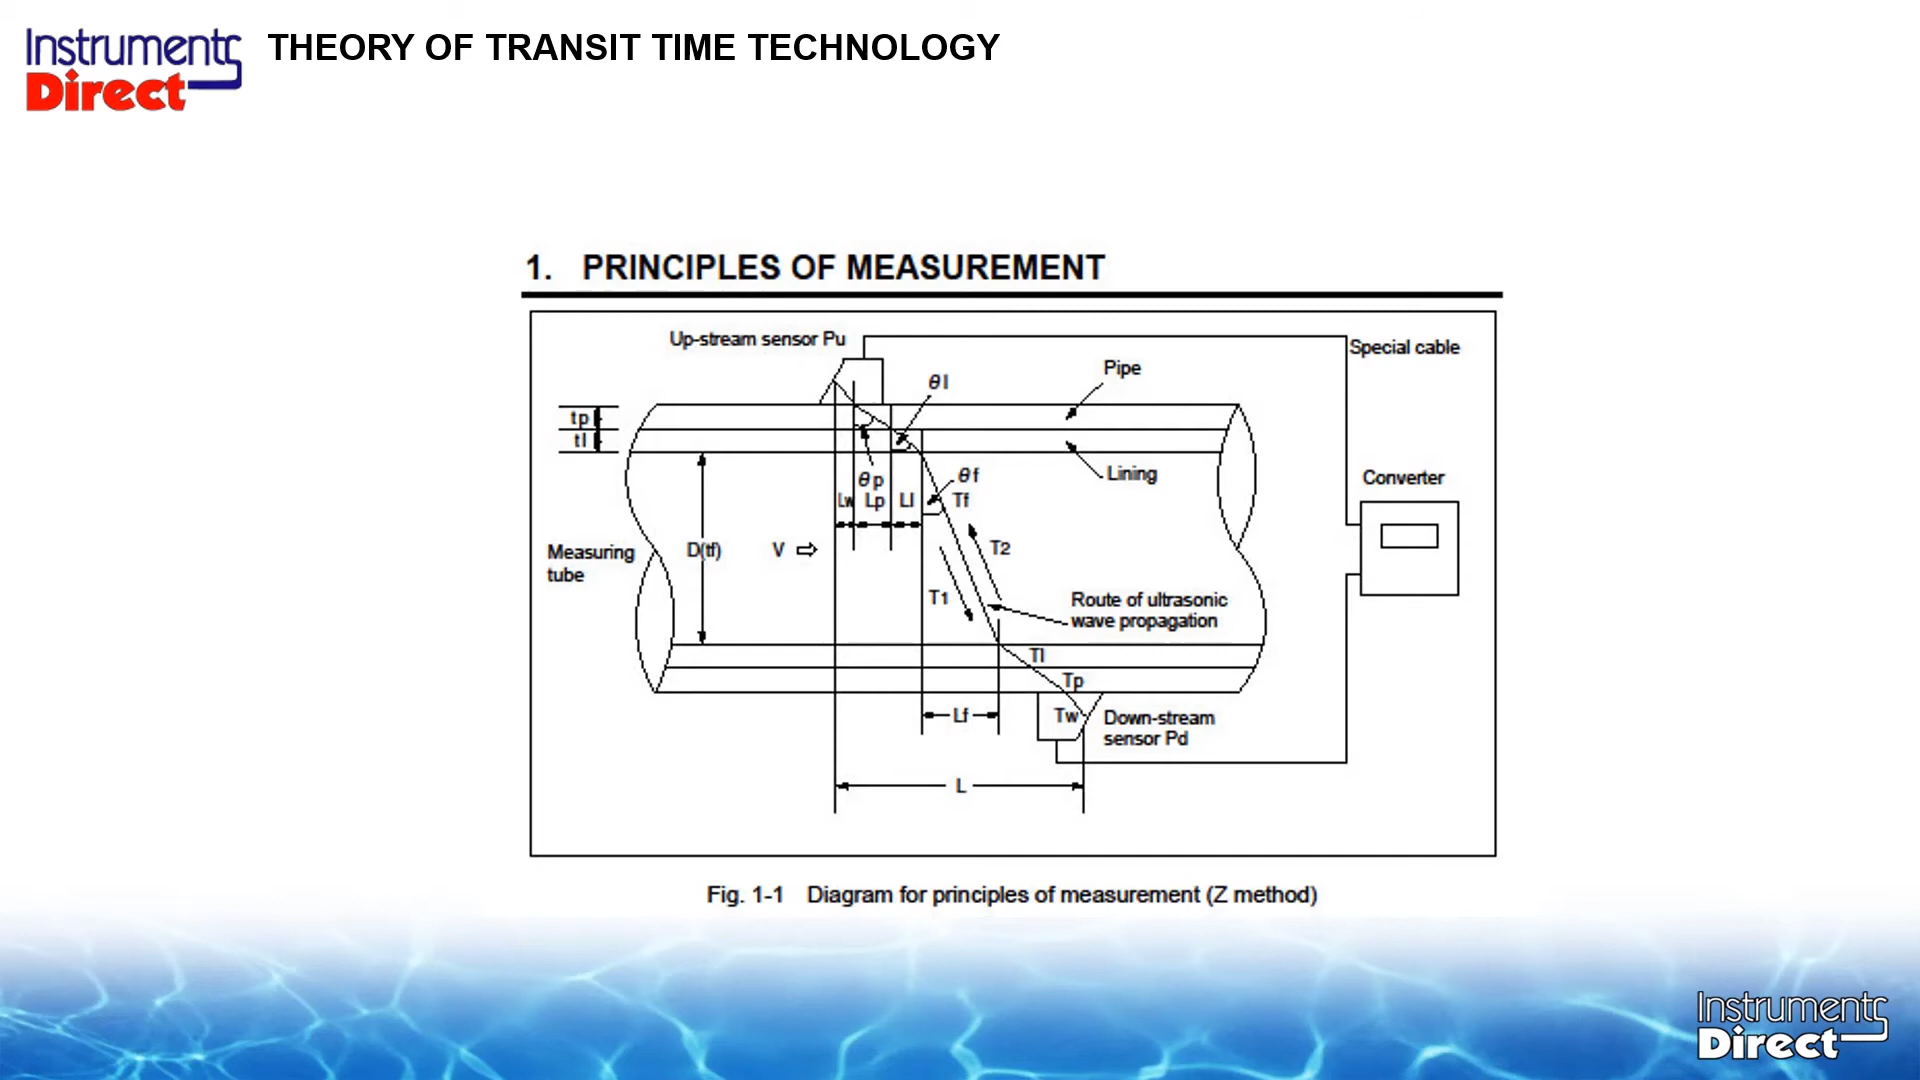 Instruments
Direct
THEORY OF TRANSIT TIME TECHNOLOGY
1. PRINCIPLES OF MEASUREMENT
Up-stream sensor Pu
Special cable
Pipe
θl
tp
tl
Lining
θp
θf
Converter
Lw
Lp
Ll
Tf
Measuring
tube
D(tf)
V
T2
T1
Route of ultrasonic
wave propagation
Tl
Tp
Lf
Tw
Down-stream
sensor Pd
L
Fig. 1-1 Diagram for principles of measurement (Z method)
Instruments
Direct